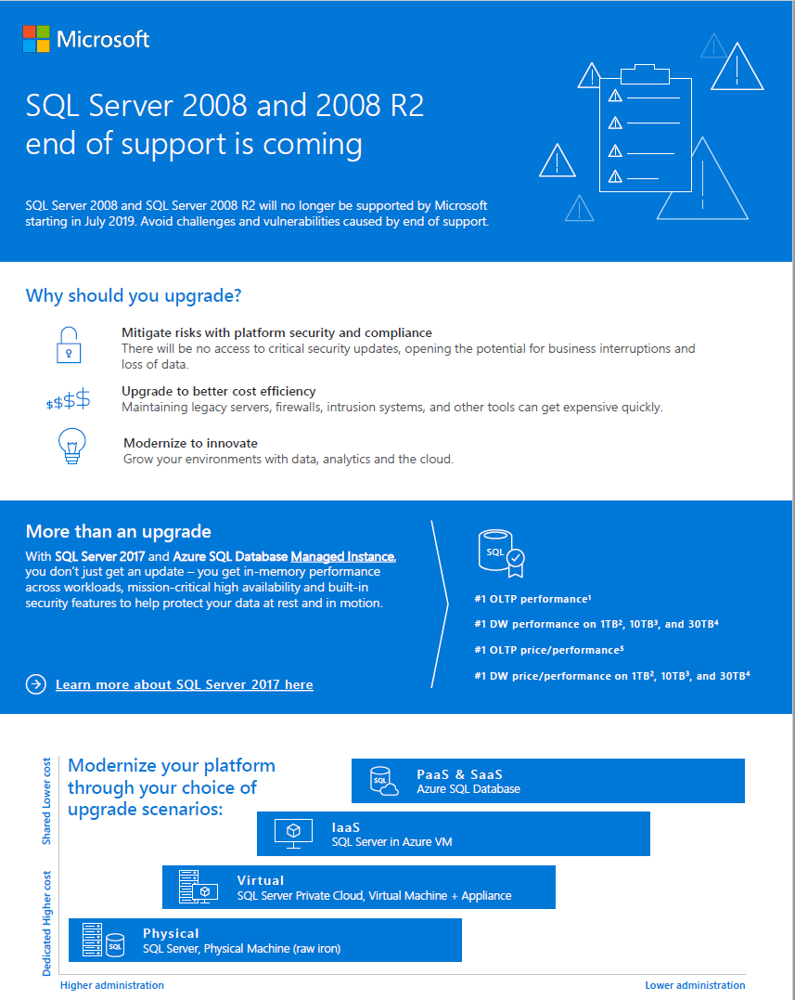 Microsoft
SQL Server 2008 and 2008 R2
end of support is coming
SQL Server 2008 and SQL Server 2008 R2 will no longer be supported by Microsoft
starting in July 2019. Avoid challenges and vulnerabilities caused by end of support.
Why should you upgrade?
Mitigate risks with platform security and compliance
There will be no access to critical security updates, opening the potential for business interruptions and
loss of data.
$$$$
Upgrade to better cost efficiency
Maintaining legacy servers, firewalls, intrusion systems, and other tools can get expensive quickly.
Modernize to innovate
Grow your environments with data, analytics and the cloud.
More than an upgrade
With SQL Server 2017 and Azure SQL Database Managed Instance,
you don’t just get an update – you get in-memory performance
across workloads, mission-critical high availability and built-in
security features to help protect your data at rest and in motion.
Learn more about SQL Server 2017 here
SQL
#1 OLTP performance¹
#1 DW performance on 1TB², 10TB³, and 30TB⁴
#1 OLTP price/performance⁵
#1 DW price/performance on 1TB², 10TB³, and 30TB⁴
Modernize your platform
through your choice of
upgrade scenarios:
Shared Lower cost
Dedicated Higher cost
SQL
PaaS & SaaS
Azure SQL Database
IaaS
SQL Server in Azure VM
Virtual
SQL Server Private Cloud, Virtual Machine + Appliance
SQL
Physical
SQL Server, Physical Machine (raw iron)
Higher administration
Lower administration